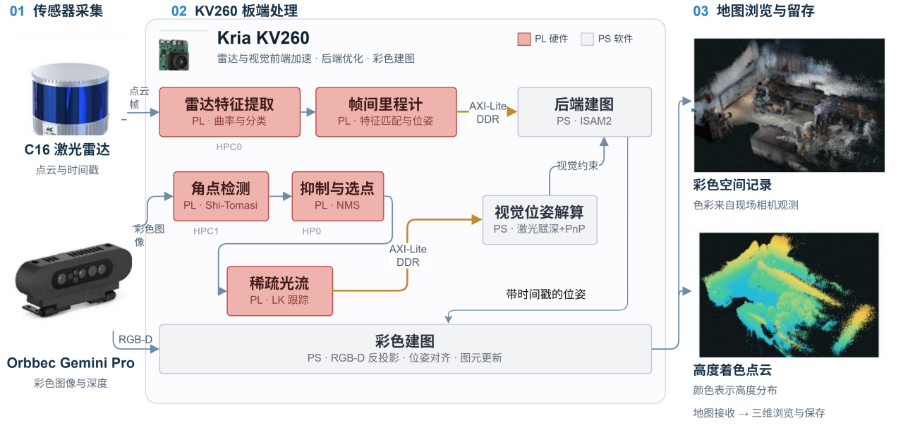 01 传感器采集
02 KV260 板端处理
03 地图浏览与留存
Kria KV260
雷达与视觉前端加速 · 后端优化 · 彩色建图
PL 硬件
PS 软件
点云
帧
雷达特征提取
PL · 曲率与分类
HPC0
帧间里程计
PL · 特征匹配与位姿
AXI-Lite
DDR
后端建图
PS · ISAM2
C16 激光雷达
点云与时间戳
视觉约束
角点检测
PL · Shi-Tomasi
HPC1
抑制与选点
PL · NMS
HP0
彩色图
像
视觉位姿解算
PS · 激光赋深+PnP
AXI-Lite
DDR
稀疏光流
PL · LK 跟踪
带时间戳的位姿
RGB-D
彩色建图
PS · RGB-D 反投影 · 位姿对齐 · 图元更新
Orbbec Gemini Pro
彩色图像与深度
彩色空间记录
色彩来自现场相机观测
高度着色点云
颜色表示高度分布
地图接收 → 三维浏览与保存